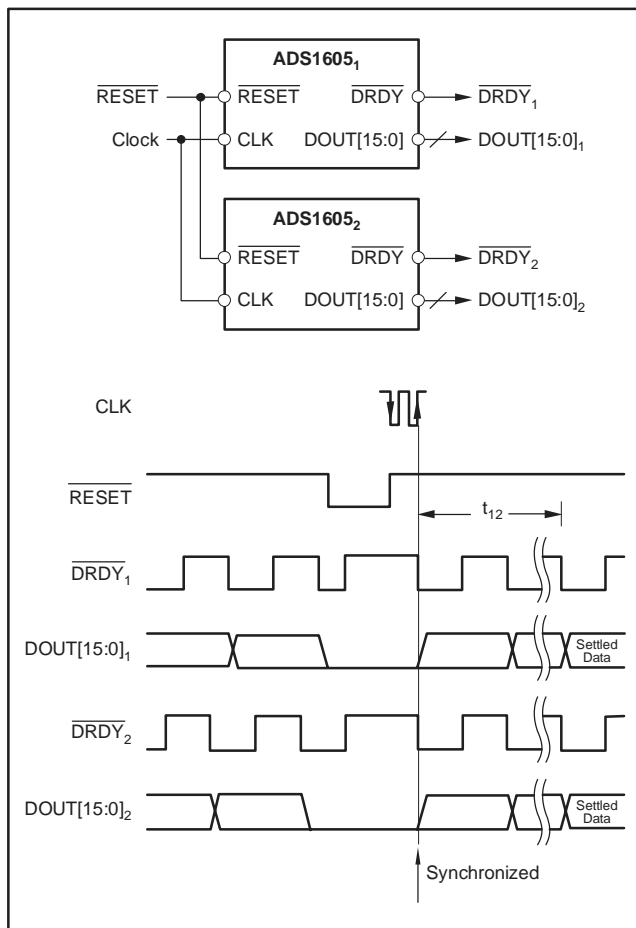 ADS1605₁
RESET RESET DRDY DRDY₁
Clock CLK DOUT[15:0] DOUT[15:0]₁
ADS1605₂
RESET DRDY DRDY₂
CLK DOUT[15:0] DOUT[15:0]₂
CLK
RESET
t₁₂
DRDY₁
DOUT[15:0]₁
Settled
Data
DRDY₂
DOUT[15:0]₂
Settled
Data
Synchronized